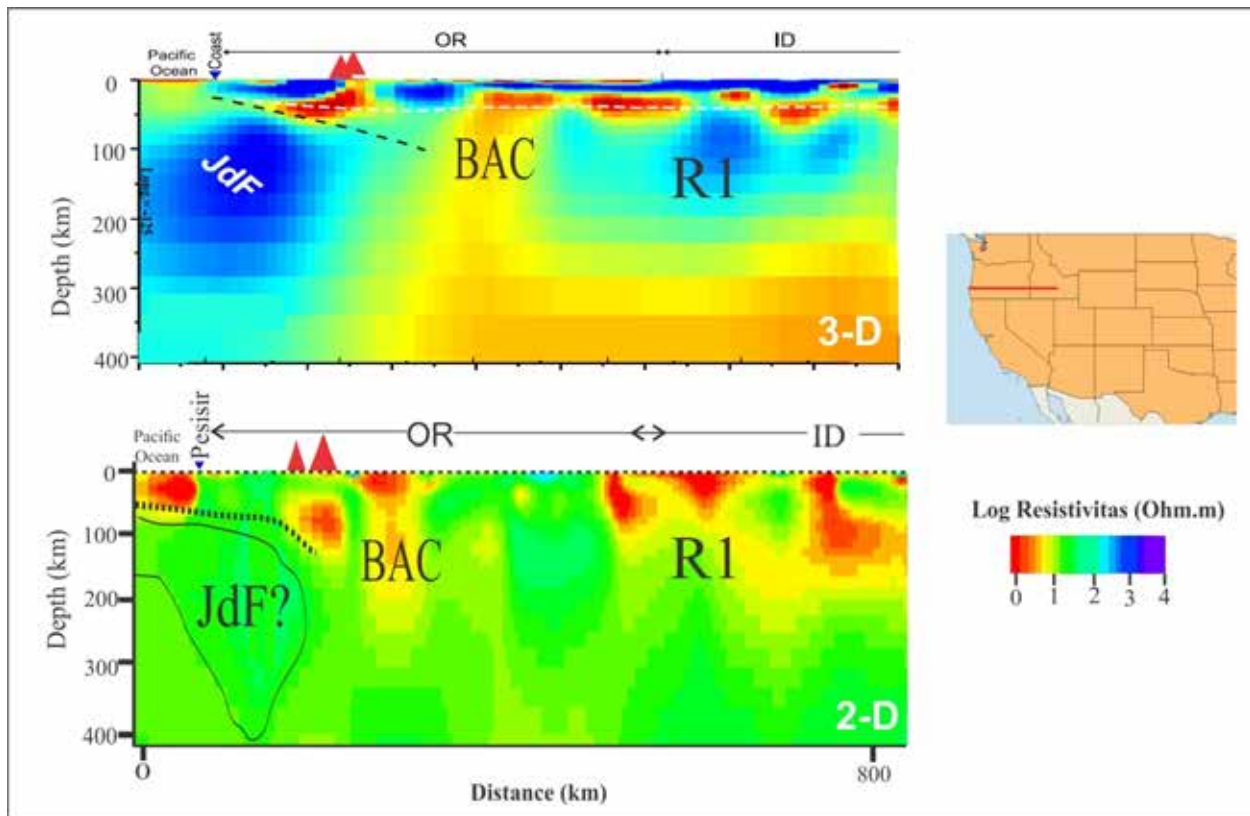 OR
ID
Pacific
Ocean
Coast
0
100
200
300
400
Depth (km)
JdF
BAC
R1
3-D
Pesisir
OR
ID
Pacific
Ocean
0
100
200
300
400
Depth (km)
JdF?
BAC
R1
2-D
0
800
Distance (km)
Log Resistivitas (Ohm.m)
0 1 2 3 4